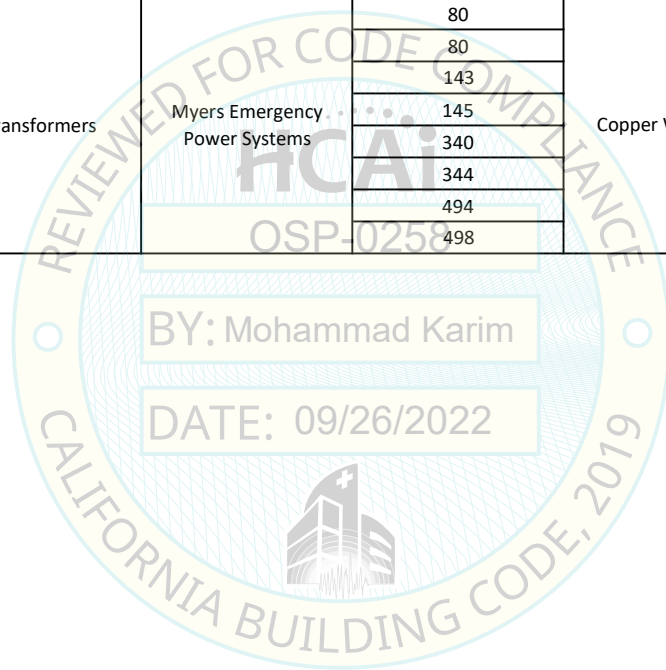 80
80
143
ransformers
Myers Emergency
Power Systems
145
Copper
340
344
494
498
REVIEWED FOR CODE COMPLIANCE
HCAi
OSP-0258
BY: Mohammad Karim
DATE: 09/26/2022
CALIFORNIA BUILDING CODE, 2019